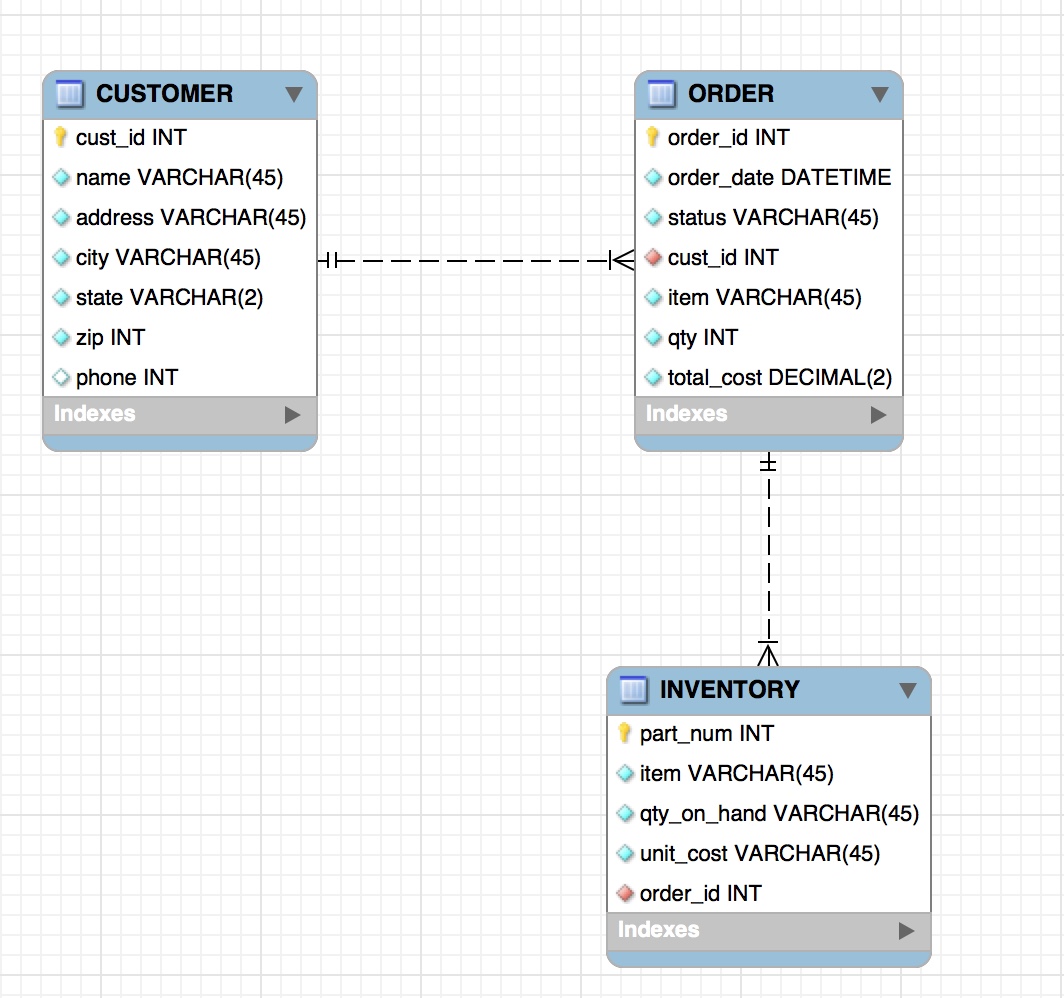 CUSTOMER
cust_id INT
name VARCHAR(45)
address VARCHAR(45)
city VARCHAR(45)
state VARCHAR(2)
zip INT
phone INT
Indexes
ORDER
order_id INT
order_date DATETIME
status VARCHAR(45)
cust_id INT
item VARCHAR(45)
qty INT
total_cost DECIMAL(2)
Indexes
INVENTORY
part_num INT
item VARCHAR(45)
qty_on_hand VARCHAR(45)
unit_cost VARCHAR(45)
order_id INT
Indexes